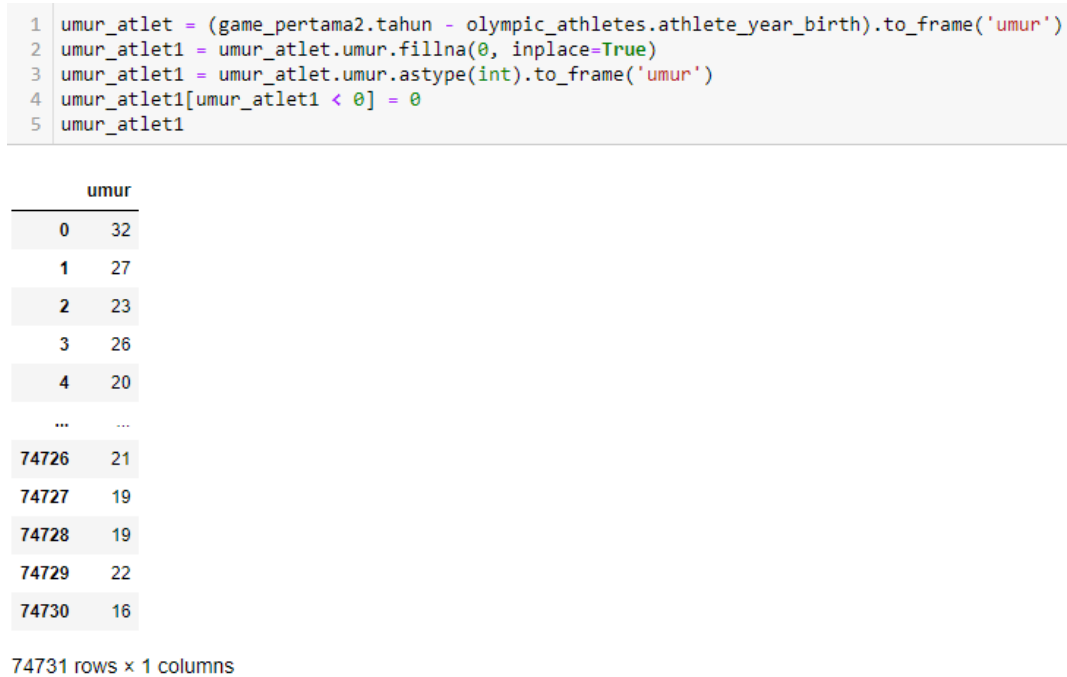 1 umur_atlet = (game_pertama2.tahun - olympic_athletes.athlete_year_birth).to_frame('umur')
2 umur_atlet1 = umur_atlet.umur.fillna(0, inplace=True)
3 umur_atlet1 = umur_atlet.umur.astype(int).to_frame('umur')
4 umur_atlet1[umur_atlet1 < 0] = 0
5 umur_atlet1
umur
0 32
1 27
2 23
3 26
4 20
... ...
74726 21
74727 19
74728 19
74729 22
74730 16
74731 rows × 1 columns